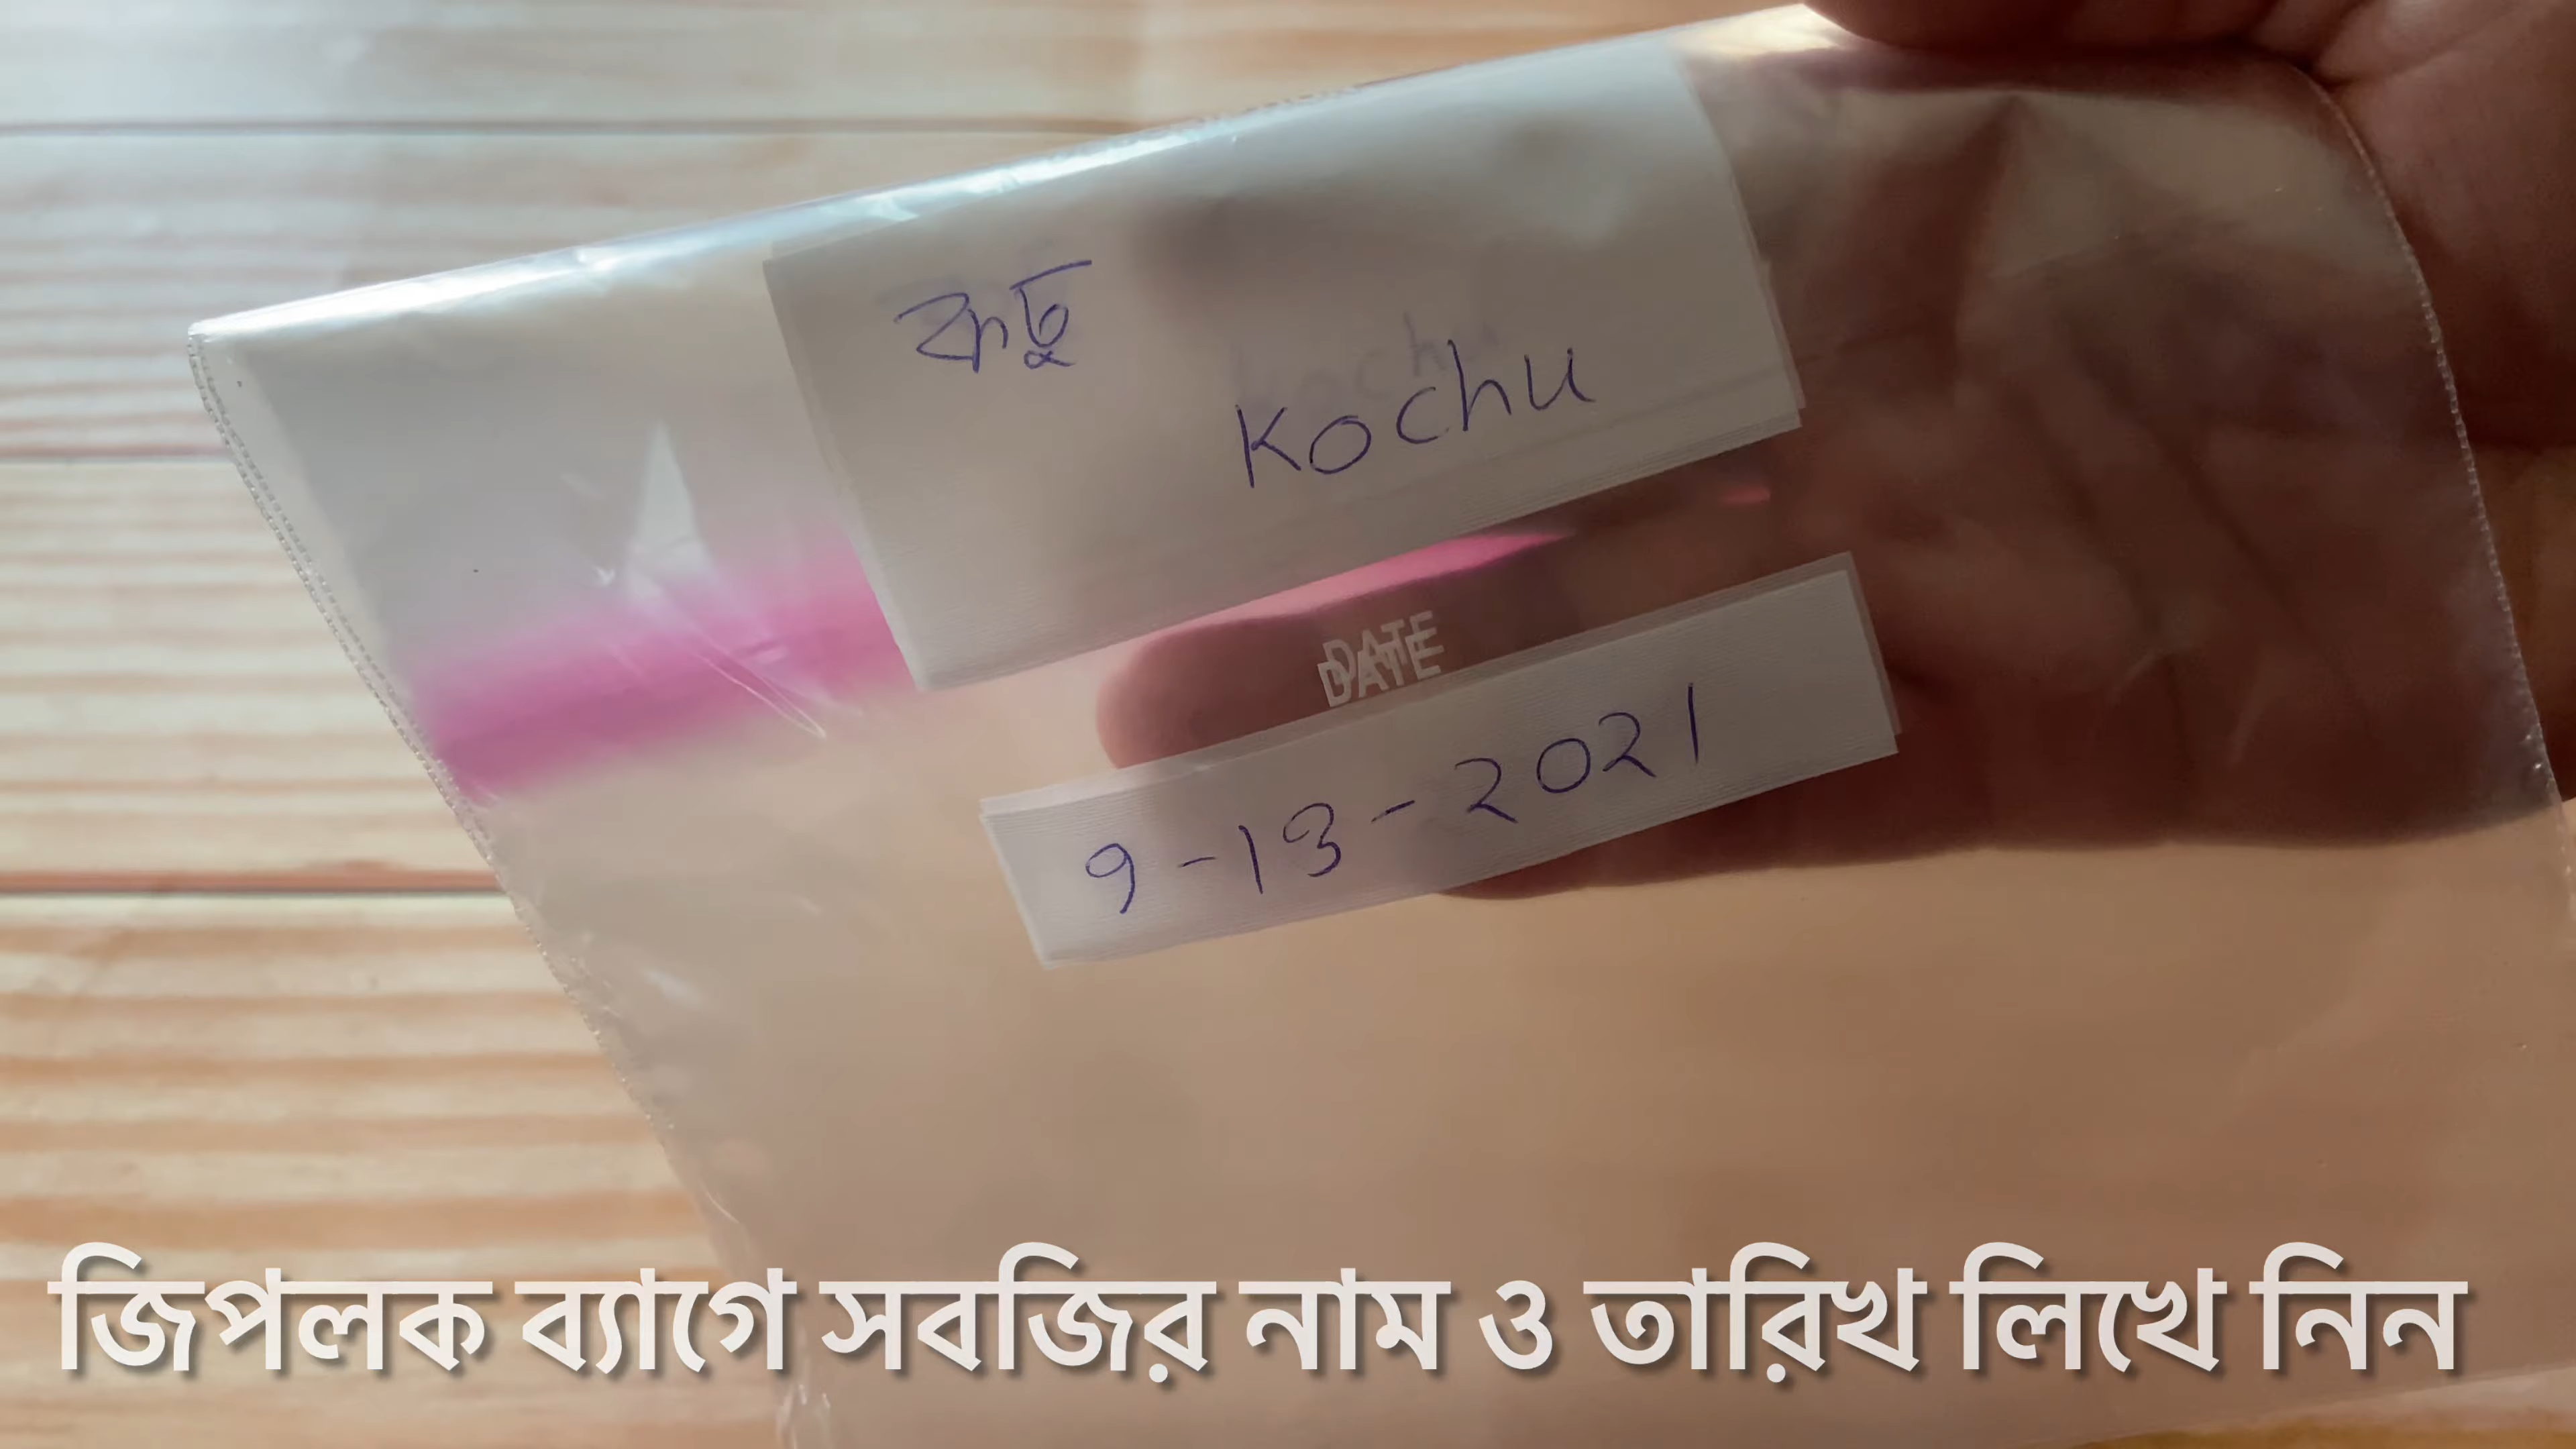 কচু
Kochu
DATE
9-13-2021
জিপলক ব্যাগে সবজির নাম ও তারিখ লিখে নিন